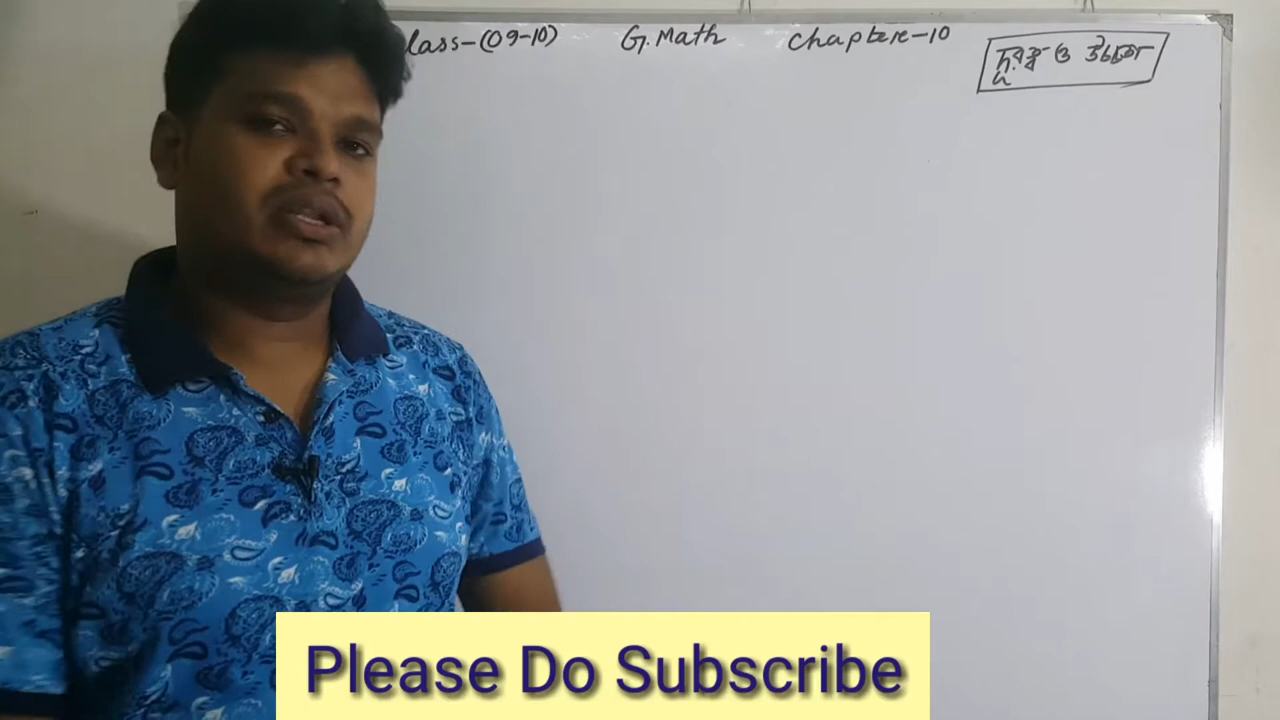 lass-(09-10) G.Math Chapter-10
দূরত্ব ও উচ্চতা
Please Do Subscribe